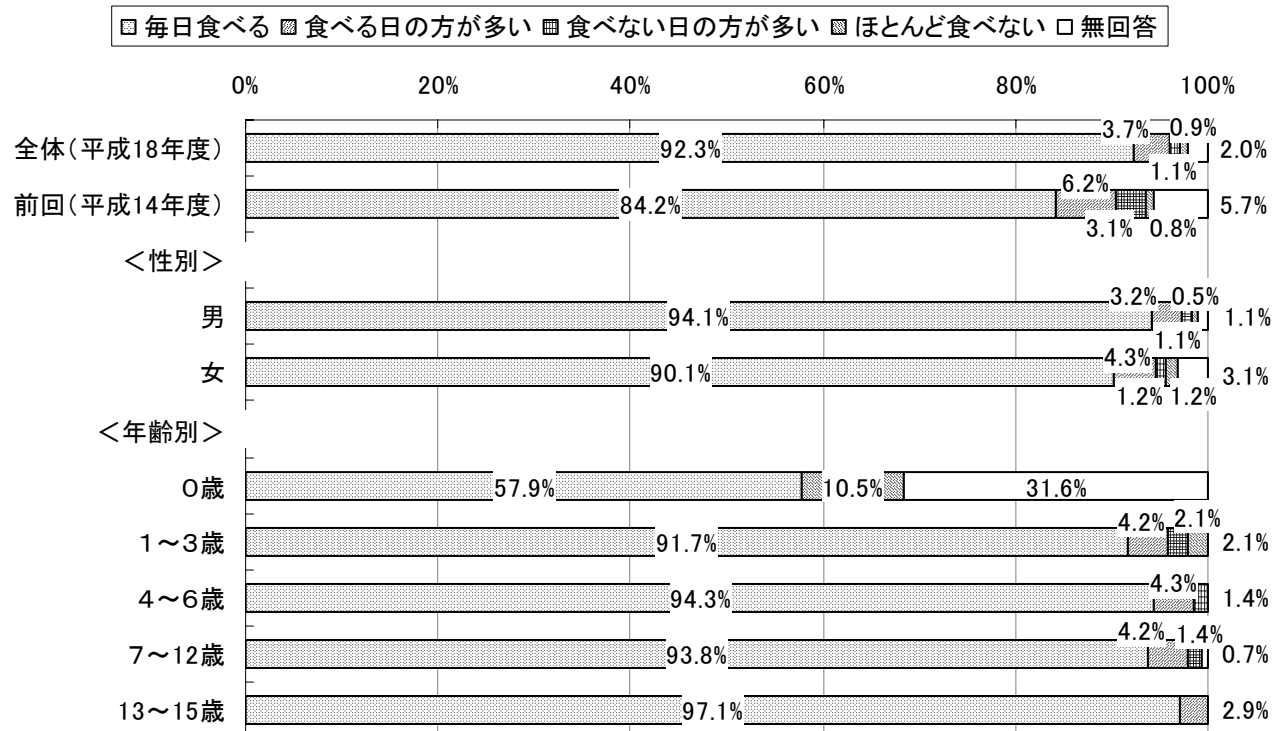 毎日食べる 食べる日の方が多い 食べない日の方が多い ほとんど食べない 無回答
0% 20% 40% 60% 80% 100%
全体(平成18年度) 92.3% 3.7% 1.1% 0.9% 2.0%
前回(平成14年度) 84.2% 6.2% 3.1% 0.8% 5.7%
<性別>
男 94.1% 3.2% 1.1% 0.5% 1.1%
女 90.1% 4.3% 1.2% 1.2% 3.1%
<年齢別>
0歳 57.9% 10.5% 31.6%
1~3歳 91.7% 4.2% 2.1% 2.1%
4~6歳 94.3% 4.3% 1.4%
7~12歳 93.8% 4.2% 1.4% 0.7%
13~15歳 97.1% 2.9%